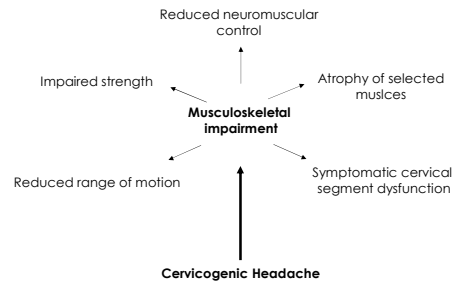 Reduced neuromuscular
control
Impaired strength
Atrophy of selected
muslces
Musculoskeletal
impairment
Reduced range of motion
Symptomatic cervical
segment dysfunction
Cervicogenic Headache